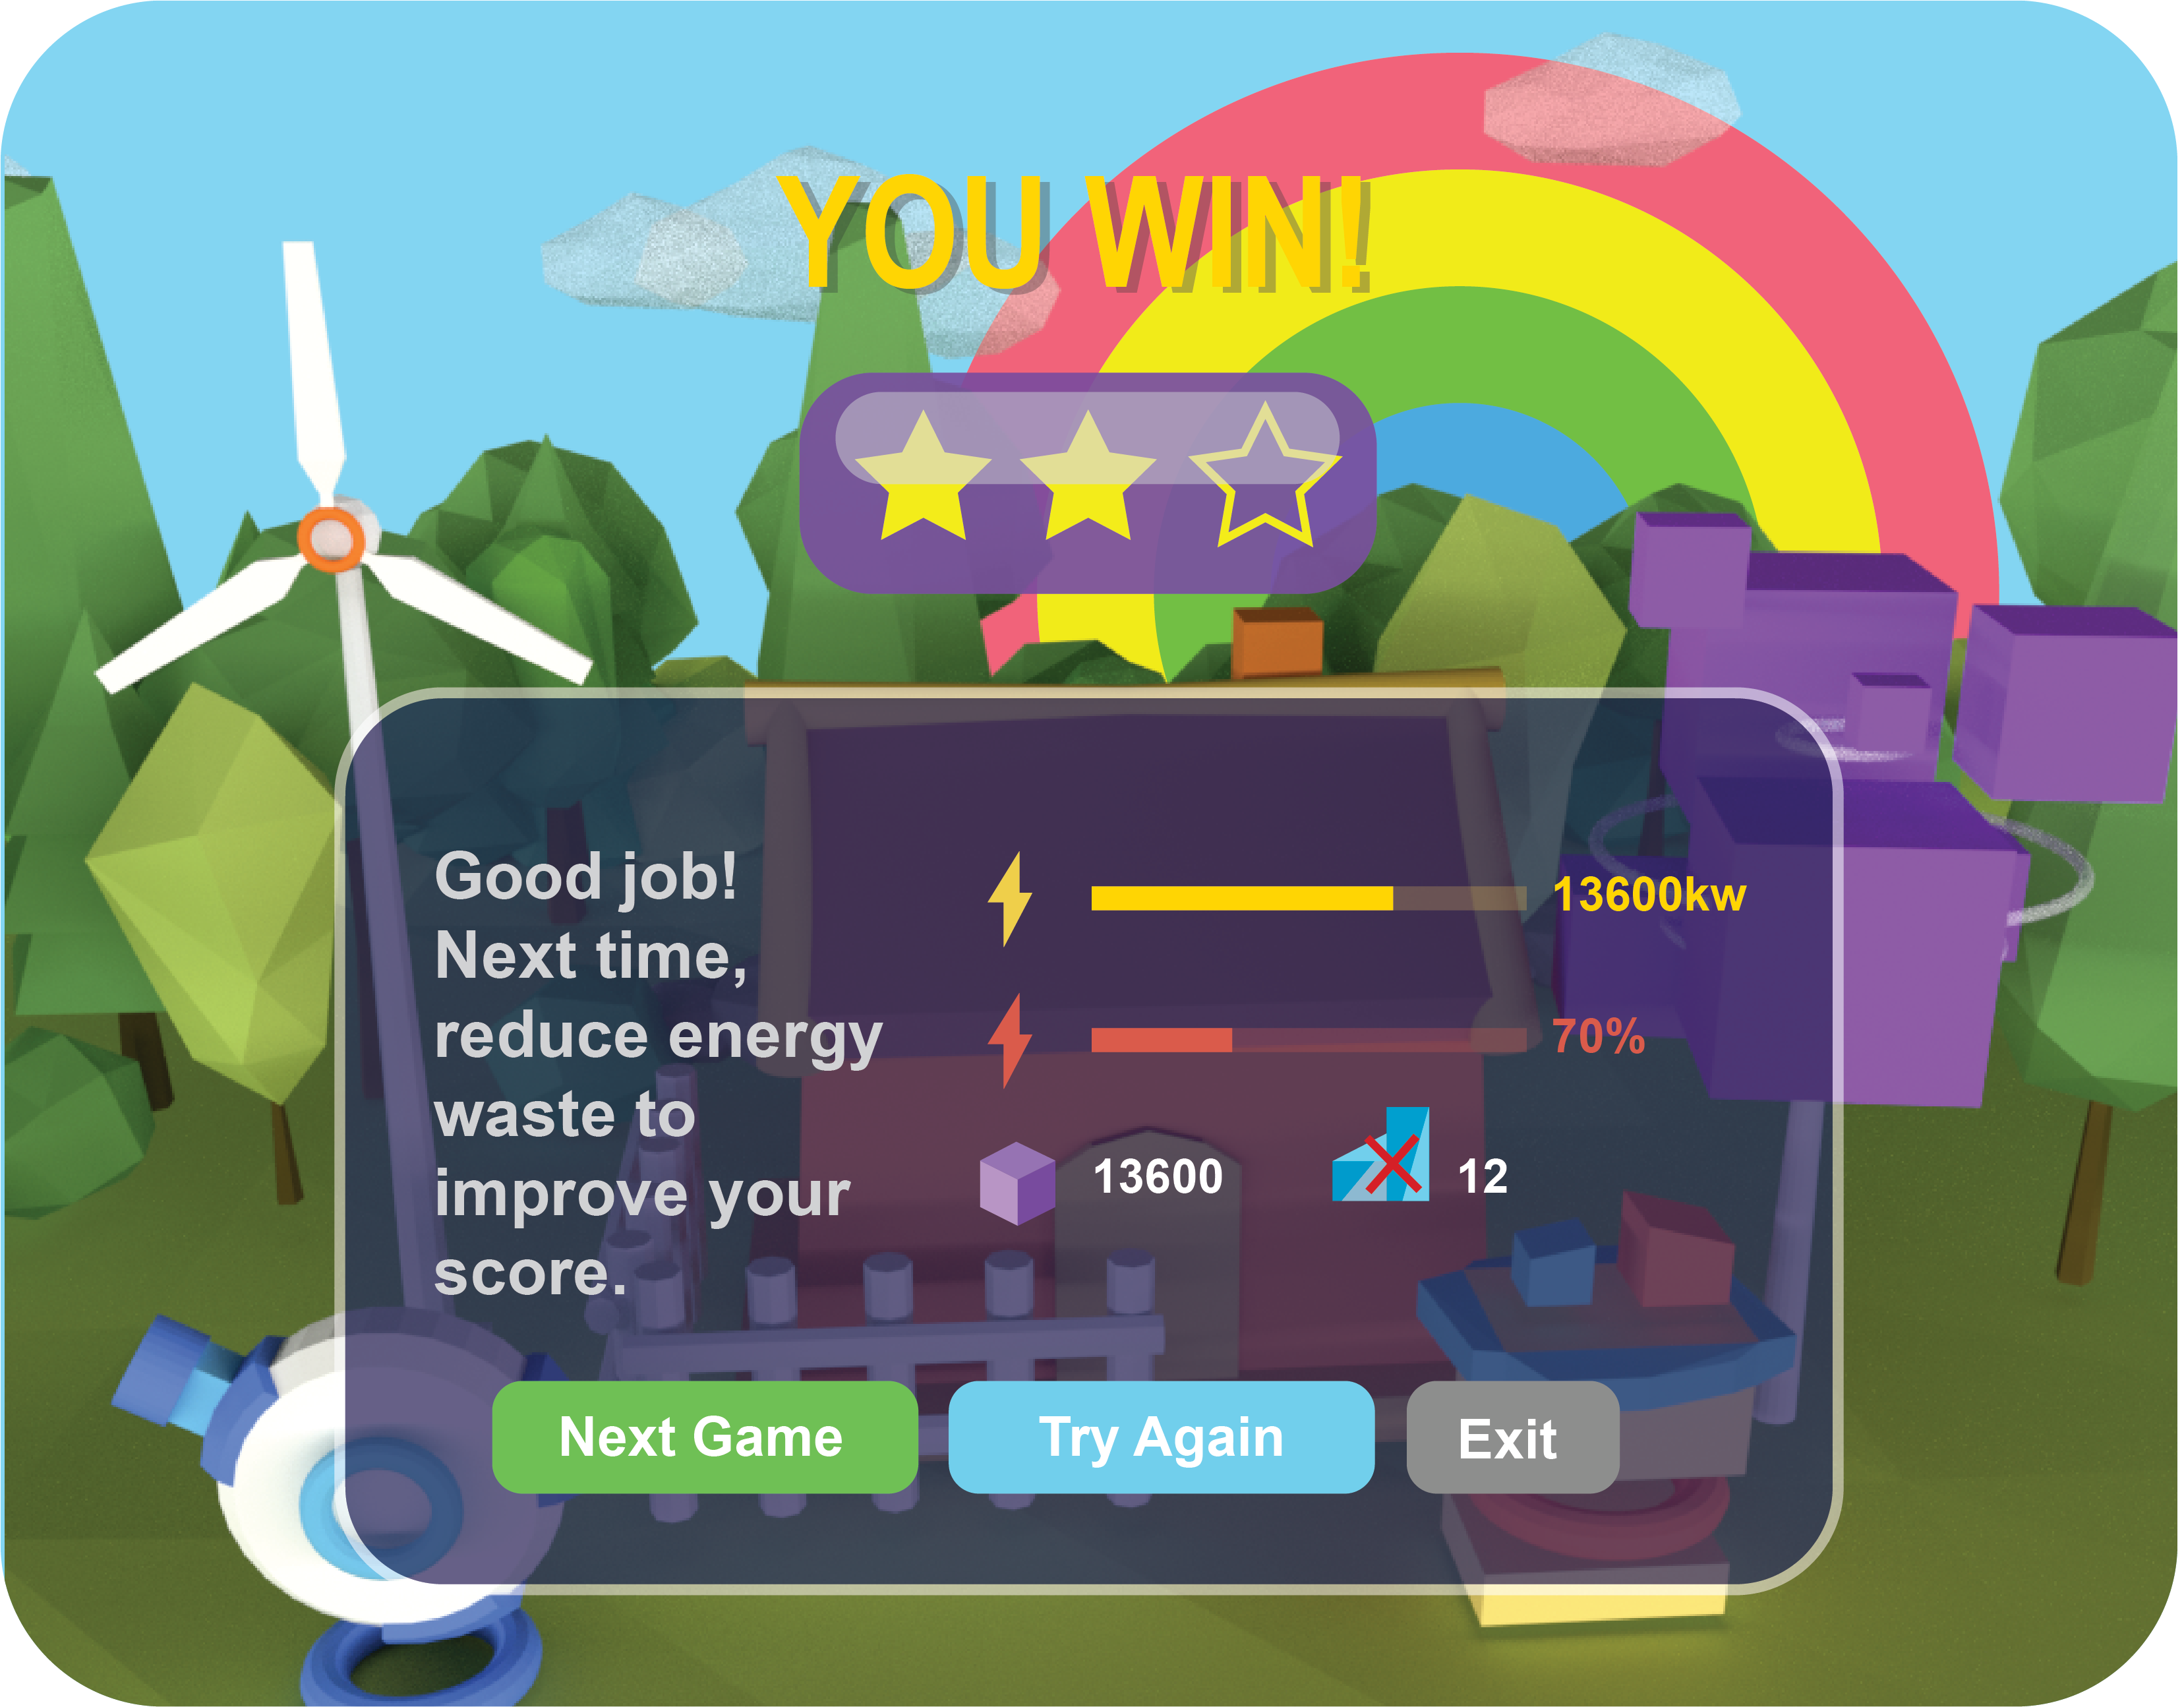 YOU WIN!
Good job!
Next time,
reduce energy
waste to
improve your
score.
13600kw
70%
13600
12
Next Game
Try Again
Exit